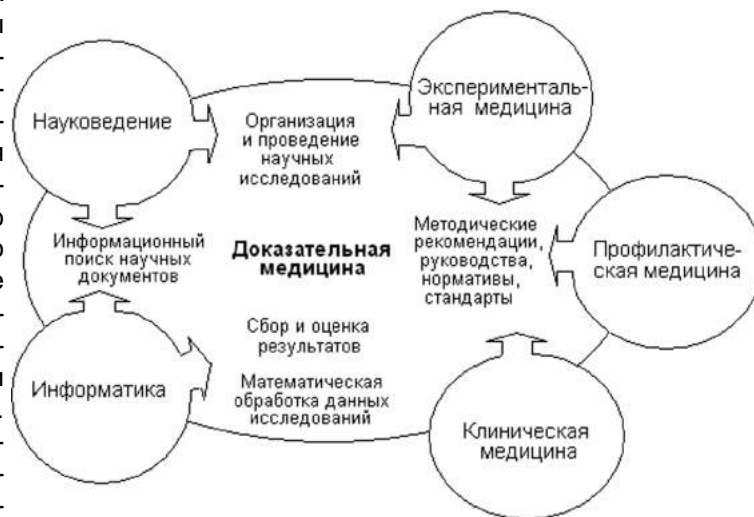 Эксперименталь-
ная медицина
Науковедение
Организация
и проведение
научных
исследований
Информационный
поиск научных
документов
Доказательная
медицина
Методические
рекомендации,
руководства,
нормативы,
стандарты
Профилактиче-
ская медицина
Сбор и оценка
результатов
Информатика
Математическая
обработка данных
исследований
Клиническая
медицина